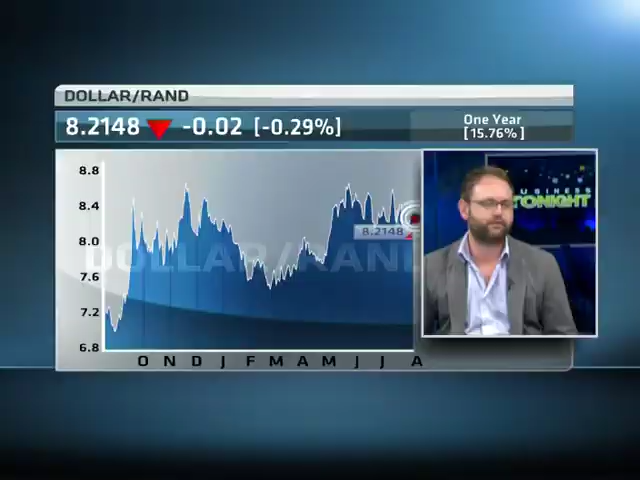 DOLLAR/RAND
8.2148 -0.02 [-0.29%]
One Year
[15.76%]
8.8
8.4
8.0
7.6
7.2
6.8
DOLLAR/RAND
8.2148
O N D J F M A M J J A
BUSINESS
TONIGHT